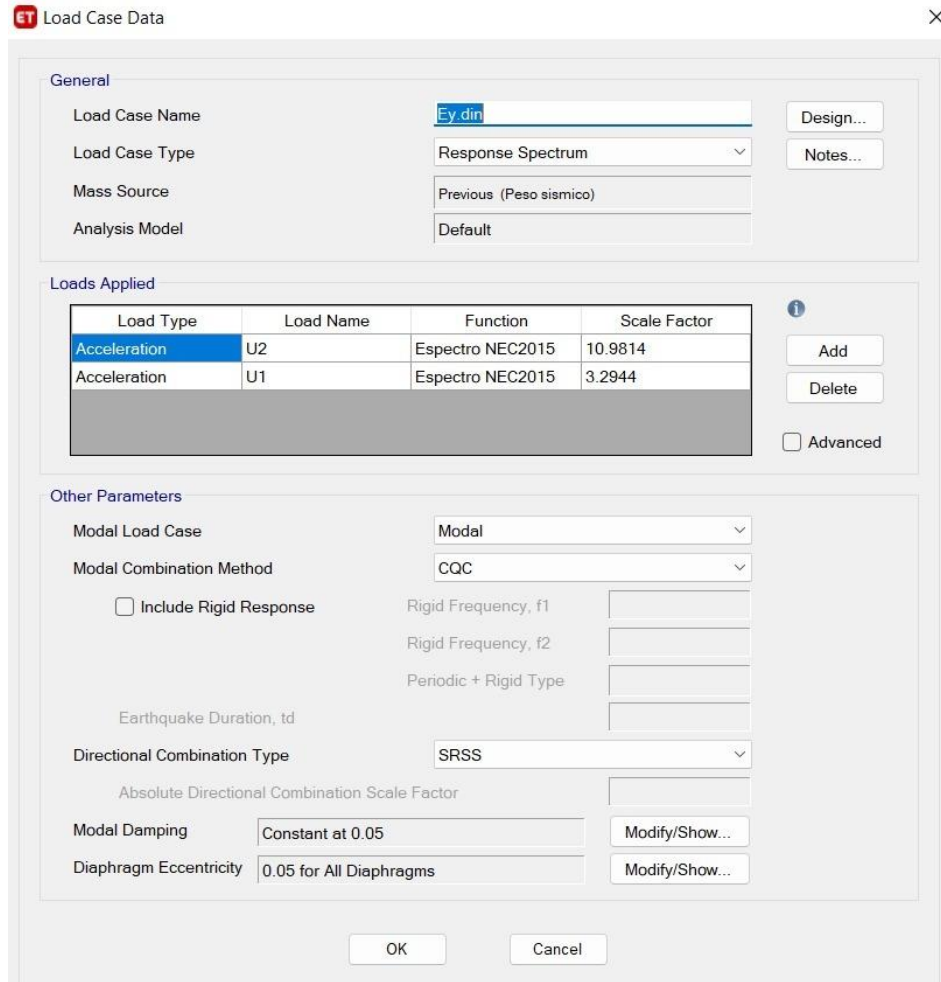 ET Load Case Data
General
Load Case Name Ey.din Design...
Load Case Type Response Spectrum Notes...
Mass Source Previous (Peso sismico)
Analysis Model Default
Loads Applied
Load Type Load Name Function Scale Factor
Acceleration U2 Espectro NEC2015 10.9814 Add
Acceleration U1 Espectro NEC2015 3.2944 Delete
Advanced
Other Parameters
Modal Load Case Modal
Modal Combination Method CQC
Include Rigid Response Rigid Frequency, f1
Rigid Frequency, f2
Periodic + Rigid Type
Earthquake Duration, td
Directional Combination Type SRSS
Absolute Directional Combination Scale Factor
Modal Damping Constant at 0.05 Modify/Show...
Diaphragm Eccentricity 0.05 for All Diaphragms Modify/Show...
OK Cancel